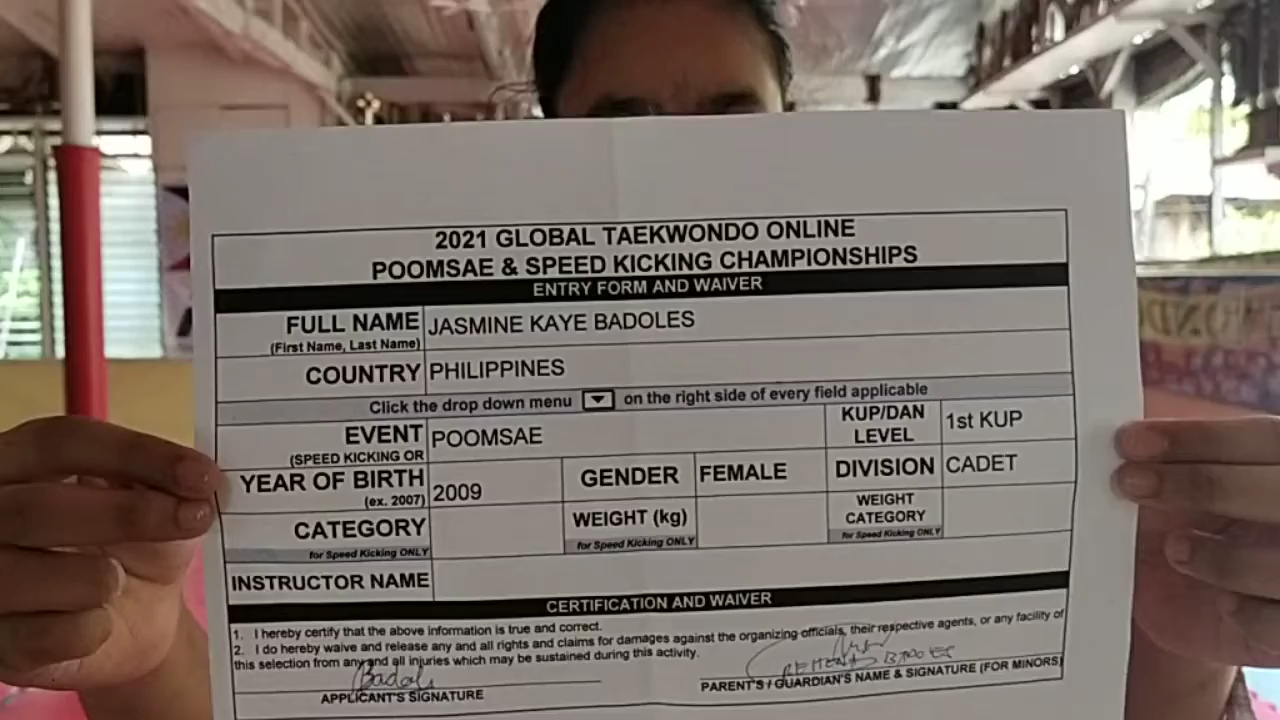 2021 GLOBAL TAEKWONDO ONLINE
POOMSAE & SPEED KICKING CHAMPIONSHIPS
ENTRY FORM AND WAIVER
FULL NAME JASMINE KAYE BADOLES
(First Name, Last Name)
COUNTRY PHILIPPINES
Click the drop down menu on the right side of every field applicable
EVENT POOMSAE KUP/DAN LEVEL 1st KUP
(SPEED KICKING OR
YEAR OF BIRTH 2009 GENDER FEMALE DIVISION CADET
(ex. 2007)
CATEGORY WEIGHT (kg) WEIGHT CATEGORY
for Speed Kicking ONLY for Speed Kicking ONLY for Speed Kicking ONLY
INSTRUCTOR NAME
CERTIFICATION AND WAIVER
1. I hereby certify that the above information is true and correct.
2. I do hereby waive and release any and all rights and claims for damages against the organizing officials, their respective agents, or any facility of
this selection from any and all injuries which may be sustained during this activity.
APPLICANT'S SIGNATURE
PARENT'S / GUARDIAN'S NAME & SIGNATURE (FOR MINORS)